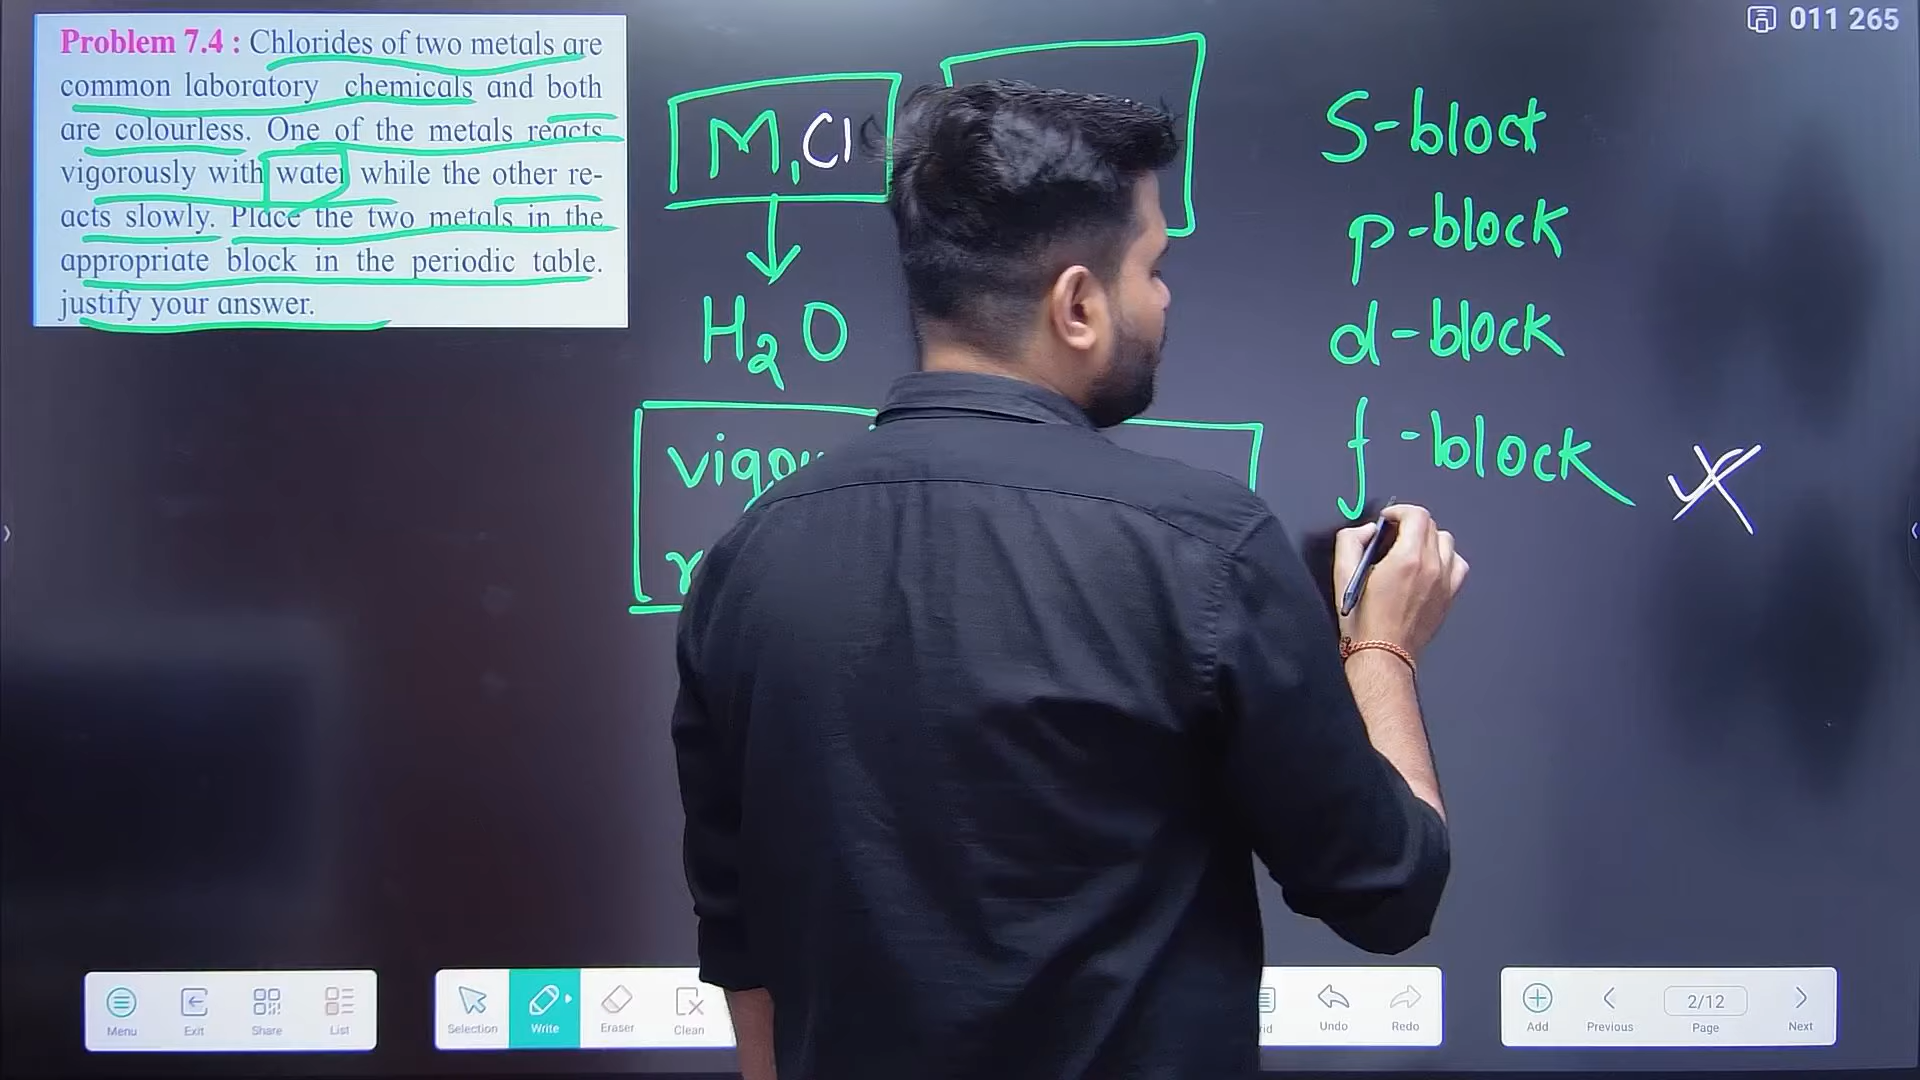 Problem 7.4 : Chlorides of two metals are
common laboratory chemicals and both
are colourless. One of the metals reacts
vigorously with water while the other re-
acts slowly. Place the two metals in the
appropriate block in the periodic table.
justify your answer.
M, Cl
H2O
S-block
p-block
d-block
f-block
011 265
Menu
Exit
Share
List
Selection
Write
Eraser
Clean
Undo
Redo
Add
Previous
2/12
Page
Next